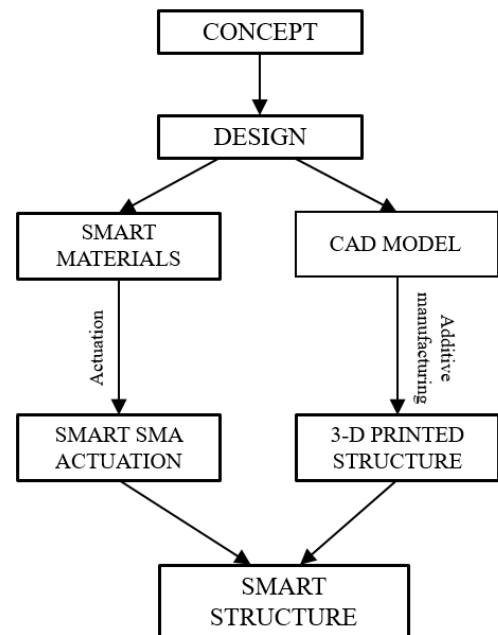 CONCEPT
DESIGN
SMART
MATERIALS
CAD MODEL
Actuation
Additive
manufacturing
SMART SMA
ACTUATION
3-D PRINTED
STRUCTURE
SMART
STRUCTURE